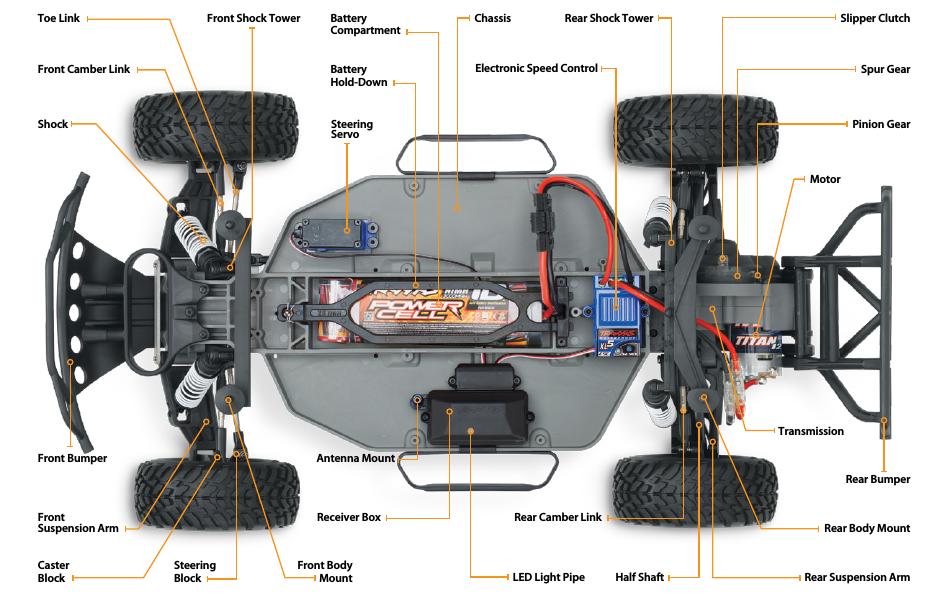 Toe Link
Front Shock Tower
Battery
Compartment
Chassis
Rear Shock Tower
Slipper Clutch
Front Camber Link
Battery
Hold-Down
Electronic Speed Control
Spur Gear
Shock
Steering
Servo
Pinion Gear
Motor
POWER
CELL
TRAXXAS
XL5
TITAN
12
Transmission
Front Bumper
Antenna Mount
Rear Bumper
Front
Suspension Arm
Receiver Box
Rear Camber Link
Rear Body Mount
Caster
Block
Steering
Block
Front Body
Mount
LED Light Pipe
Half Shaft
Rear Suspension Arm